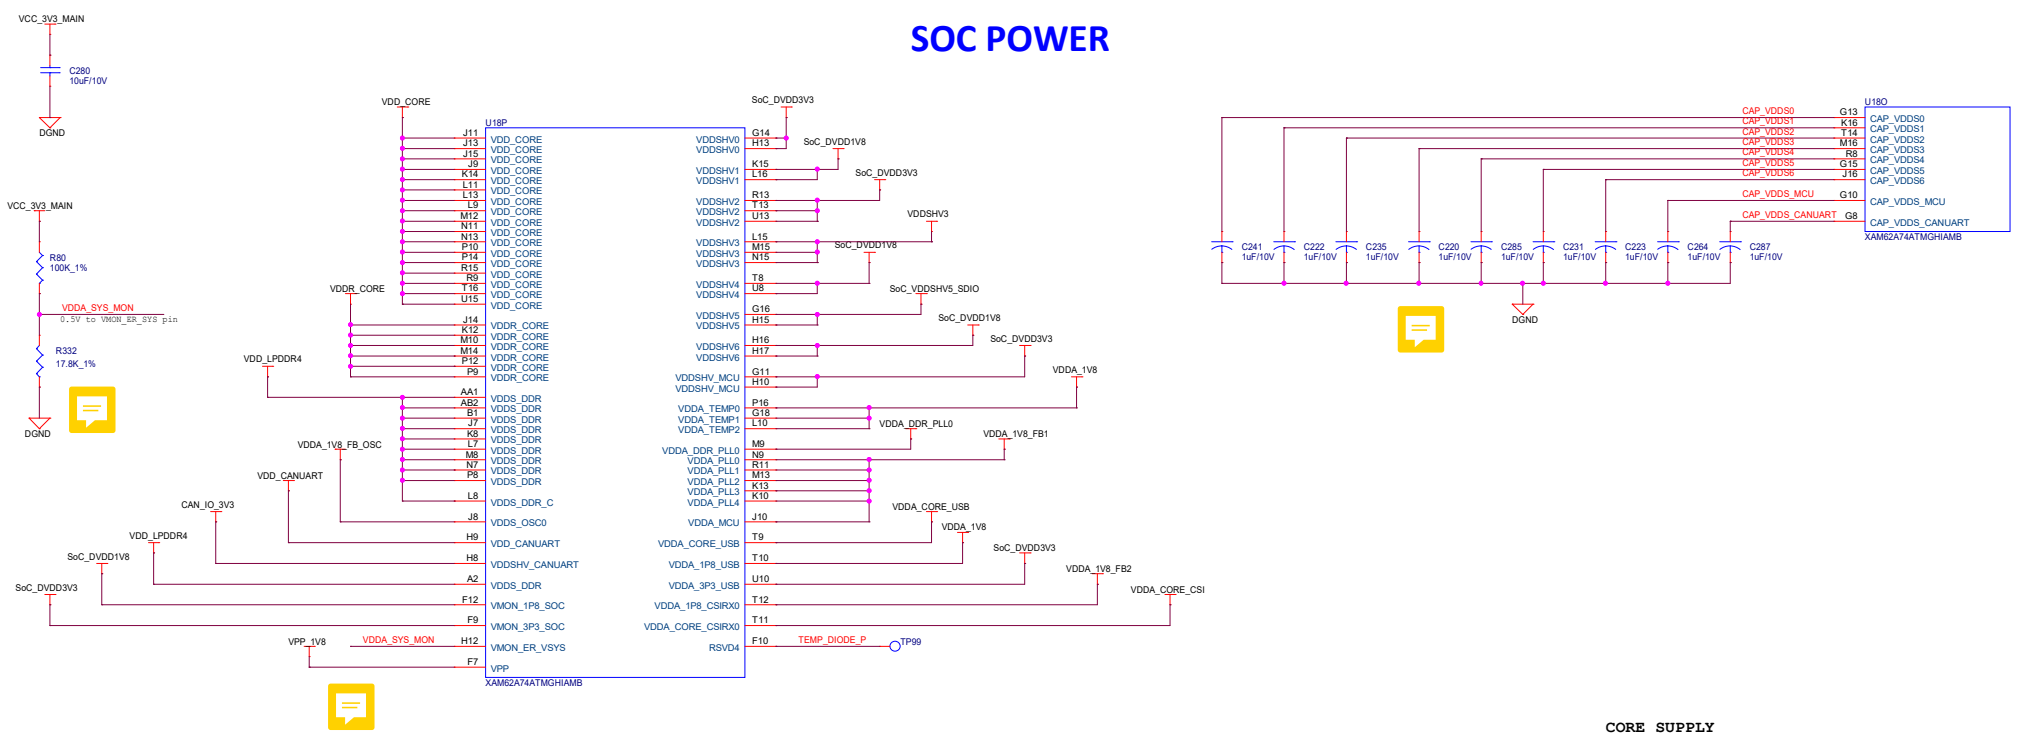 SOC POWER
VCC_3V3_MAIN
C280
10uF/10V
DGND
VCC_3V3_MAIN
R80
100K_1%
VDDA_SYS_MON
0.5V to VMON_ER_SYS pin
R332
17.8K_1%
DGND
VDD_CORE
VDDR_CORE
VDD_LPDDR4
VDDA_1V8_FB_OSC
VDD_CANUART
CAN_IO_3V3
VDD_LPDDR4
SoC_DVDD1V8
SoC_DVDD3V3
VPP_1V8
VDDA_SYS_MON
U18P
J11 VDD_CORE
J13 VDD_CORE
J15 VDD_CORE
J9 VDD_CORE
K14 VDD_CORE
L11 VDD_CORE
L13 VDD_CORE
L9 VDD_CORE
M12 VDD_CORE
N11 VDD_CORE
N13 VDD_CORE
P10 VDD_CORE
P14 VDD_CORE
R15 VDD_CORE
R9 VDD_CORE
T16 VDD_CORE
U15 VDD_CORE
J14 VDDR_CORE
K12 VDDR_CORE
M10 VDDR_CORE
M14 VDDR_CORE
P12 VDDR_CORE
P9 VDDR_CORE
AA1 VDDS_DDR
AB2 VDDS_DDR
B1 VDDS_DDR
J7 VDDS_DDR
K8 VDDS_DDR
L7 VDDS_DDR
M8 VDDS_DDR
N7 VDDS_DDR
P8 VDDS_DDR
L8 VDDS_DDR_C
J8 VDDS_OSC0
H9 VDD_CANUART
H8 VDDSHV_CANUART
A2 VDDS_DDR
F12 VMON_1P8_SOC
F9 VMON_3P3_SOC
H12 VMON_ER_VSYS
F7 VPP
XAM62A74ATMGHIAMB
VDDSHV0 G14
VDDSHV0 H13
VDDSHV1 K15
VDDSHV1 L16
VDDSHV2 R13
VDDSHV2 T13
VDDSHV2 U13
VDDSHV3 L15
VDDSHV3 M15
VDDSHV3 N15
VDDSHV4 T8
VDDSHV4 U8
VDDSHV5 G16
VDDSHV5 H15
VDDSHV6 H16
VDDSHV6 H17
VDDSHV_MCU G11
VDDSHV_MCU H10
VDDA_TEMP0 P16
VDDA_TEMP1 G18
VDDA_TEMP2 L10
VDDA_DDR_PLL0 M9
VDDA_PLL0 N9
VDDA_PLL1 R11
VDDA_PLL2 M13
VDDA_PLL3 K13
VDDA_PLL4 K10
VDDA_MCU J10
VDDA_CORE_USB T9
VDDA_1P8_USB T10
VDDA_3P3_USB U10
VDDA_1P8_CSIRX0 T12
VDDA_CORE_CSIRX0 T11
RSVD4 F10
SoC_DVDD3V3
SoC_DVDD1V8
SoC_DVDD3V3
VDDSHV3
SoC_DVDD1V8
SoC_VDDSHV5_SDIO
SoC_DVDD1V8
SoC_DVDD3V3
VDDA_1V8
VDDA_DDR_PLL0
VDDA_1V8_FB1
VDDA_CORE_USB
VDDA_1V8
SoC_DVDD3V3
VDDA_1V8_FB2
VDDA_CORE_CSI
TEMP_DIODE_P
TP99
U18O
CAP_VDDS0 G13 CAP_VDDS0
CAP_VDDS1 K16 CAP_VDDS1
CAP_VDDS2 T14 CAP_VDDS2
CAP_VDDS3 M16 CAP_VDDS3
CAP_VDDS4 R8 CAP_VDDS4
CAP_VDDS5 G15 CAP_VDDS5
CAP_VDDS6 J16 CAP_VDDS6
CAP_VDDS_MCU G10 CAP_VDDS_MCU
CAP_VDDS_CANUART G8 CAP_VDDS_CANUART
XAM62A74ATMGHIAMB
C241 C222 C235 C220 C285 C231 C223 C264 C287
1uF/10V 1uF/10V 1uF/10V 1uF/10V 1uF/10V 1uF/10V 1uF/10V 1uF/10V 1uF/10V
DGND
CORE SUPPLY